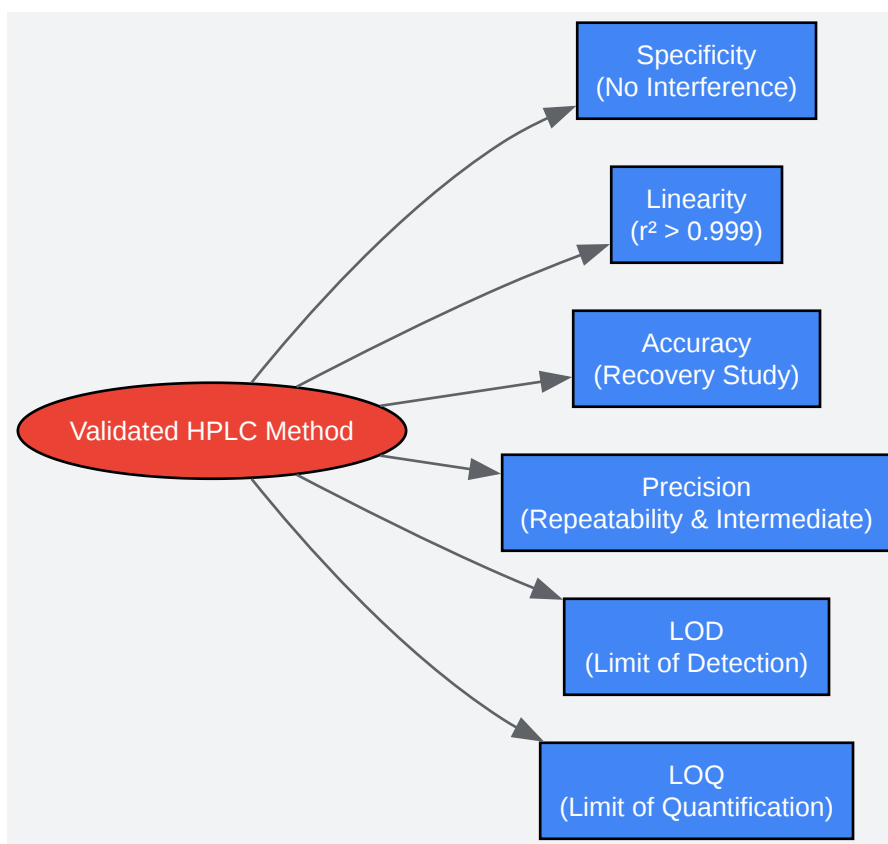 Specificity
(No Interference)
Linearity
(r² > 0.999)
Accuracy
(Recovery Study)
Validated HPLC Method
Precision
(Repeatability & Intermediate)
LOD
(Limit of Detection)
LOQ
(Limit of Quantification)